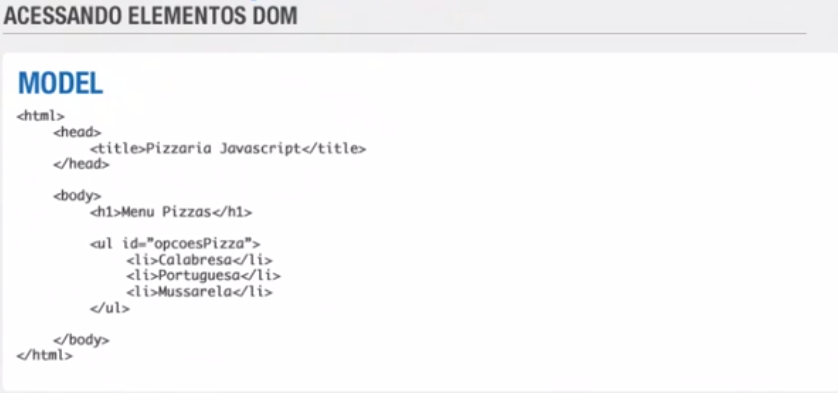 ACESSANDO ELEMENTOS DOM
MODEL
<html>
<head>
<title>Pizzaria Javascript</title>
</head>
<body>
<h1>Menu Pizzas</h1>
<ul id="opcoesPizza">
<li>Calabresa</li>
<li>Portuguesa</li>
<li>Mussarela</li>
</ul>
</body>
</html>